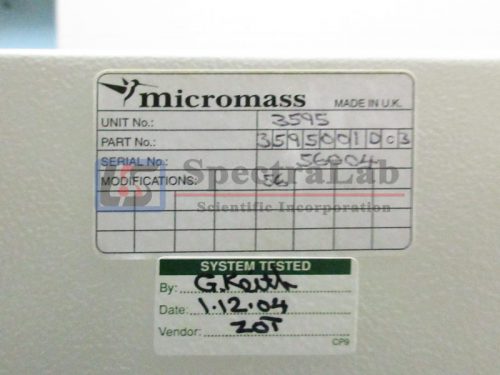 micromass
MADE IN U.K.
UNIT No.: 3595
PART No.: 3595001DC3
SERIAL No.: 56004
MODIFICATIONS: 56
SpectraLab
Scientific Incorporation
SYSTEM TESTED
By: G. Keith
Date: 1.12.04
Vendor: ZOT
CP9